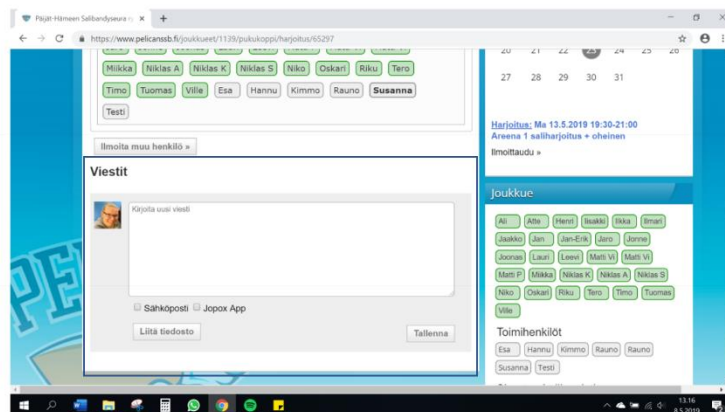 Päijät-Hämeen Salibandyseura
https://www.pelicanssb.fi/joukkueet/1139/pukukoppi/harjoitus/65297
Miikka Niklas A Niklas K Niklas S Niko Oskari Riku Tero
Timo Tuomas Ville Esa Hannu Kimmo Rauno Susanna
Testi
Ilmoita muu henkilö »
Viestit
Kirjoita uusi viesti
Sähköposti Jopox App
Liitä tiedosto
Tallenna
20 21 22 23 24 25 26
27 28 29 30 31
Harjoitus: Ma 13.5.2019 19:30-21:00
Areena 1 saliharjoitus + oheinen
Ilmoittaudu »
Joukkue
Ali Atte Henri Iisakki Ilkka Ilmari
Jaakko Jan Jan-Erik Jaro Jonne
Joonas Lauri Leevi Matti Vi Matti Vi
Matti P Miikka Niklas K Niklas A Niklas S
Niko Oskari Riku Tero Timo Tuomas
Ville
Toimihenkilöt
Esa Hannu Kimmo Rauno Rauno
Susanna Testi
13.16
8.5.2019